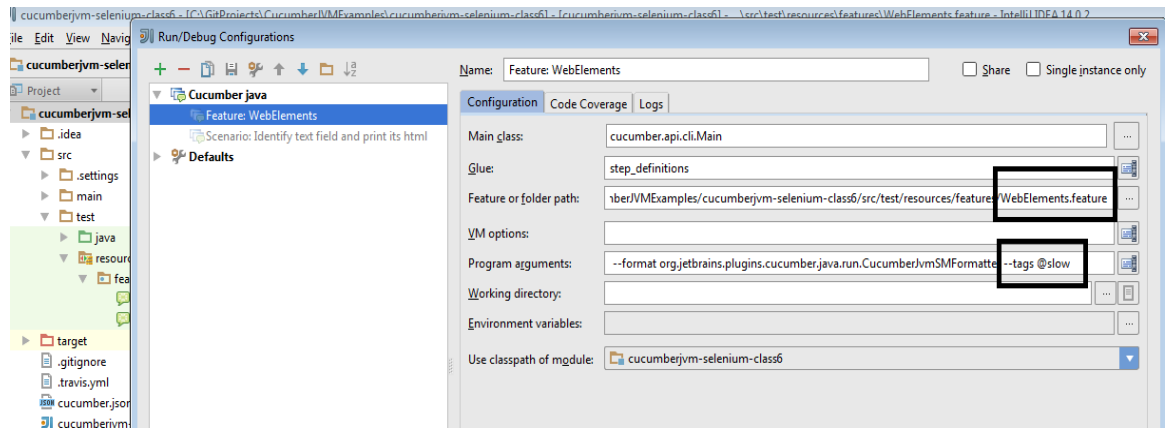 cucumberjvm-selenium-class6 - [C:\GitProjects\CucumberJVMExamples\cucumberjvm-selenium-class6] - [cucumberjvm-selenium-class6] - ...\src\test\resources\features\WebElements.feature - IntelliJ IDEA 14.0.2
ile Edit View Navig
Run/Debug Configurations
cucumberjvm-seler
Project
cucumberjvm-sel
.idea
src
.settings
main
test
java
resourc
fea
target
.gitignore
.travis.yml
cucumber.jsor
cucumberjvm-
Cucumber java
Feature: WebElements
Scenario: Identify text field and print its html
Defaults
Name: Feature: WebElements
Share Single instance only
Configuration Code Coverage Logs
Main class: cucumber.api.cli.Main ...
Glue: step_definitions
Feature or folder path: berJVMExamples/cucumberjvm-selenium-class6/src/test/resources/features/WebElements.feature ...
VM options:
Program arguments: --format org.jetbrains.plugins.cucumber.java.run.CucumberJvmSMFormatte --tags @slow
Working directory: ...
Environment variables: ...
Use classpath of module: cucumberjvm-selenium-class6